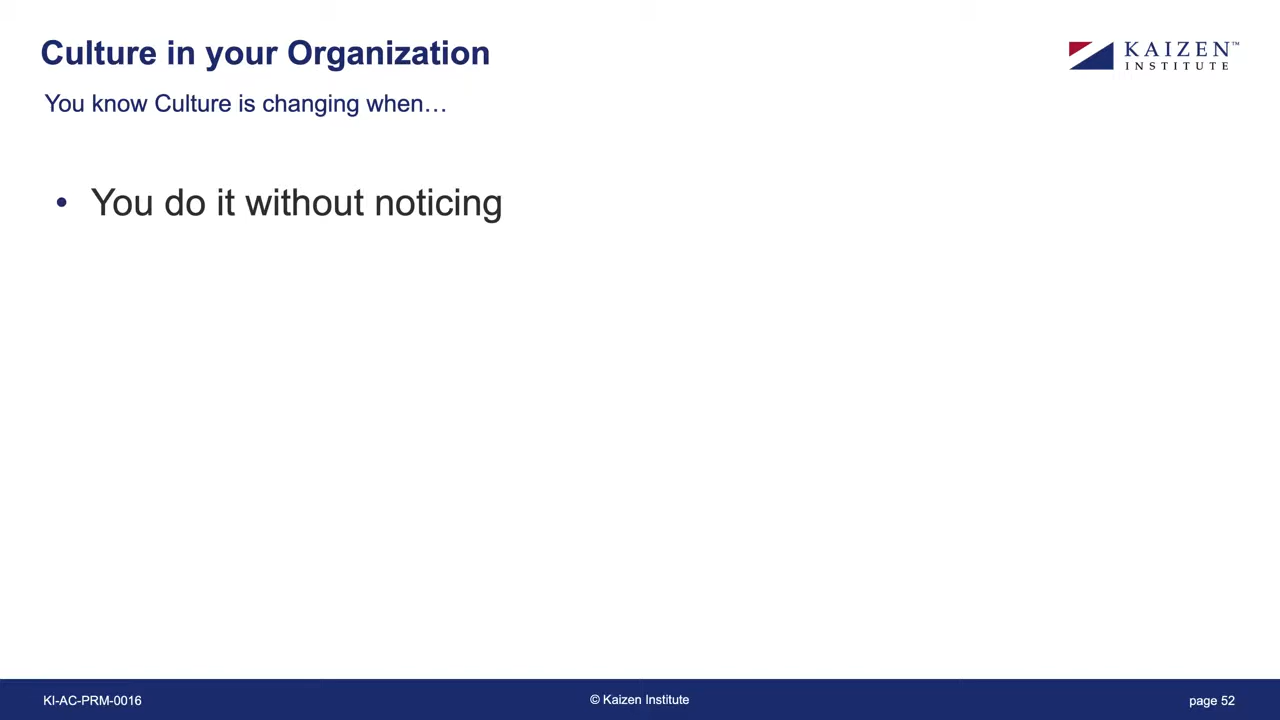 Culture in your Organization
KAIZEN™
INSTITUTE
You know Culture is changing when…
• You do it without noticing
KI-AC-PRM-0016
© Kaizen Institute
page 52